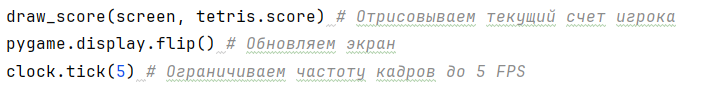 draw_score(screen, tetris.score) # Отрисовываем текущий счет игрока
pygame.display.flip() # Обновляем экран
clock.tick(5) # Ограничиваем частоту кадров до 5 FPS